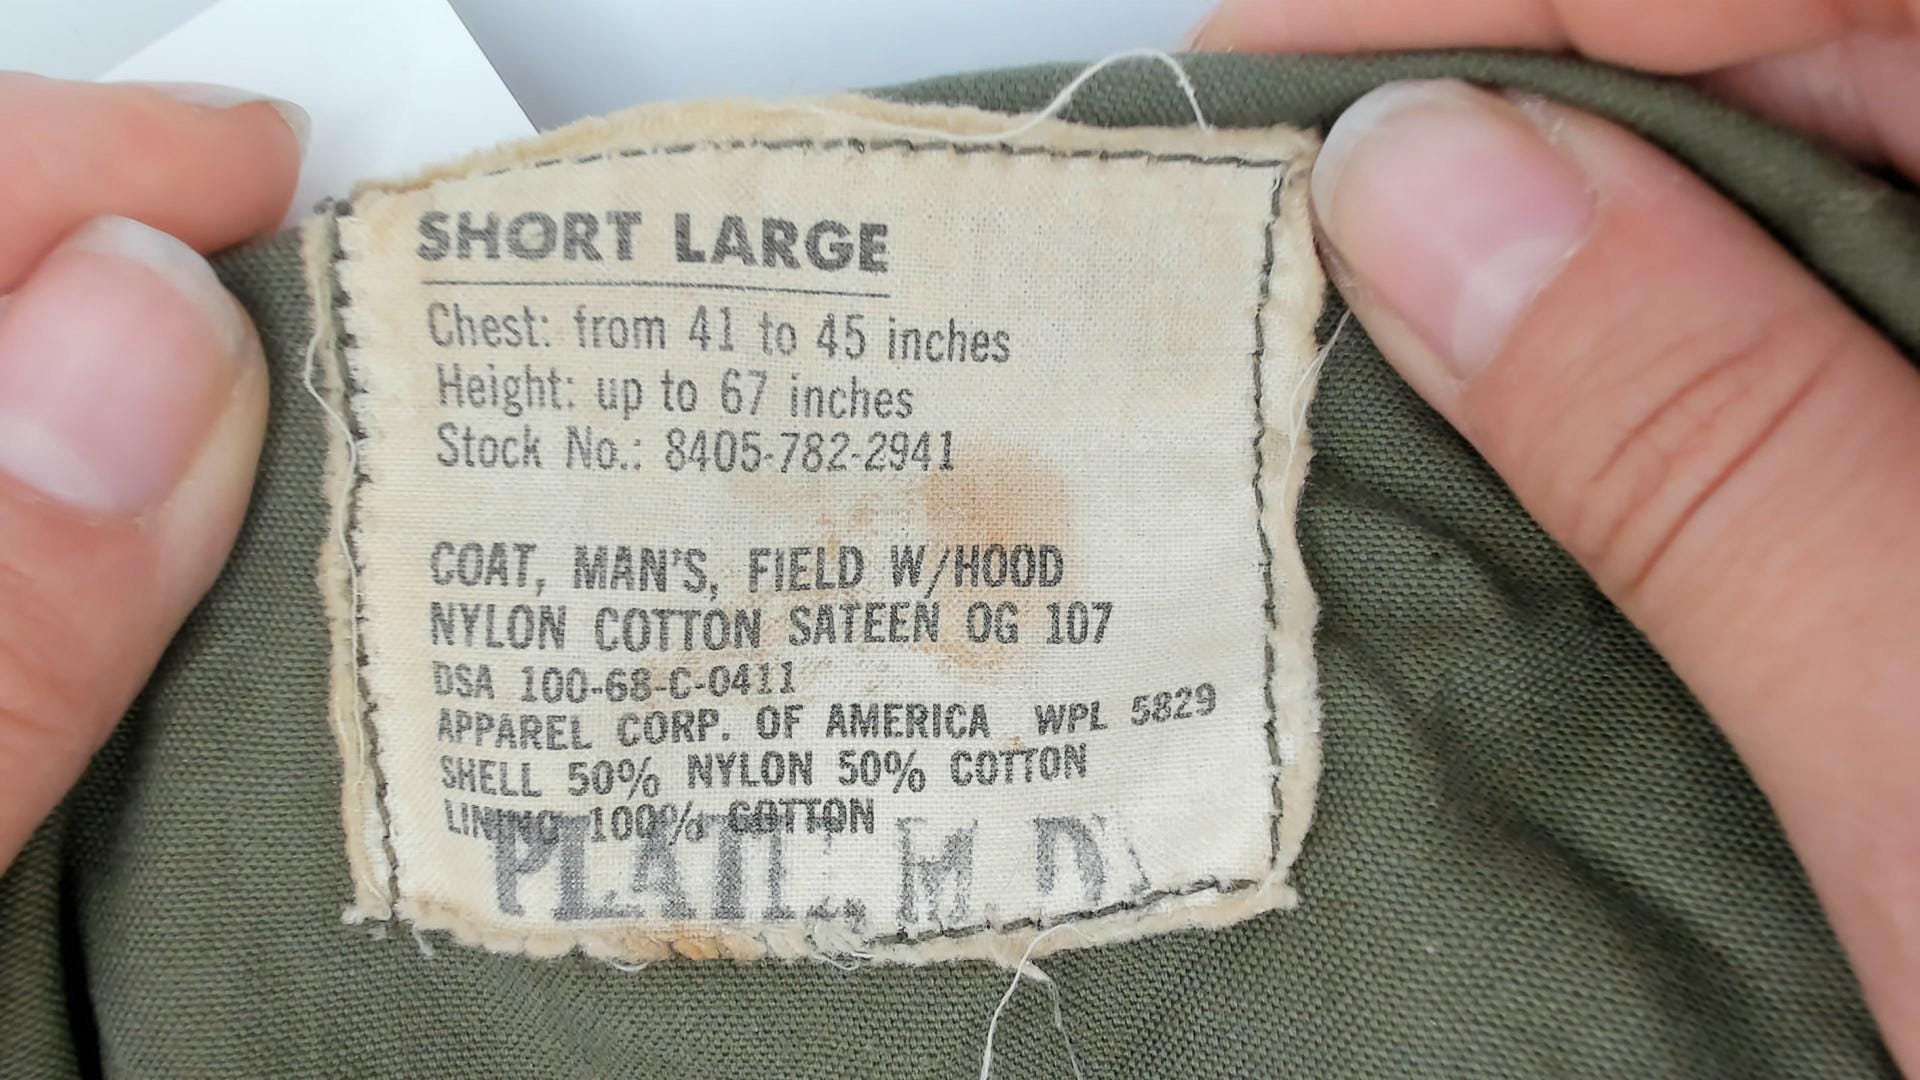 SHORT LARGE
Chest: from 41 to 45 inches
Height: up to 67 inches
Stock No.: 8405-782-2941
COAT, MAN'S, FIELD W/HOOD
NYLON COTTON SATEEN OG 107
DSA 100-68-C-0411
APPAREL CORP. OF AMERICA WPL 5829
SHELL 50% NYLON 50% COTTON
LINING 100% COTTON
M D